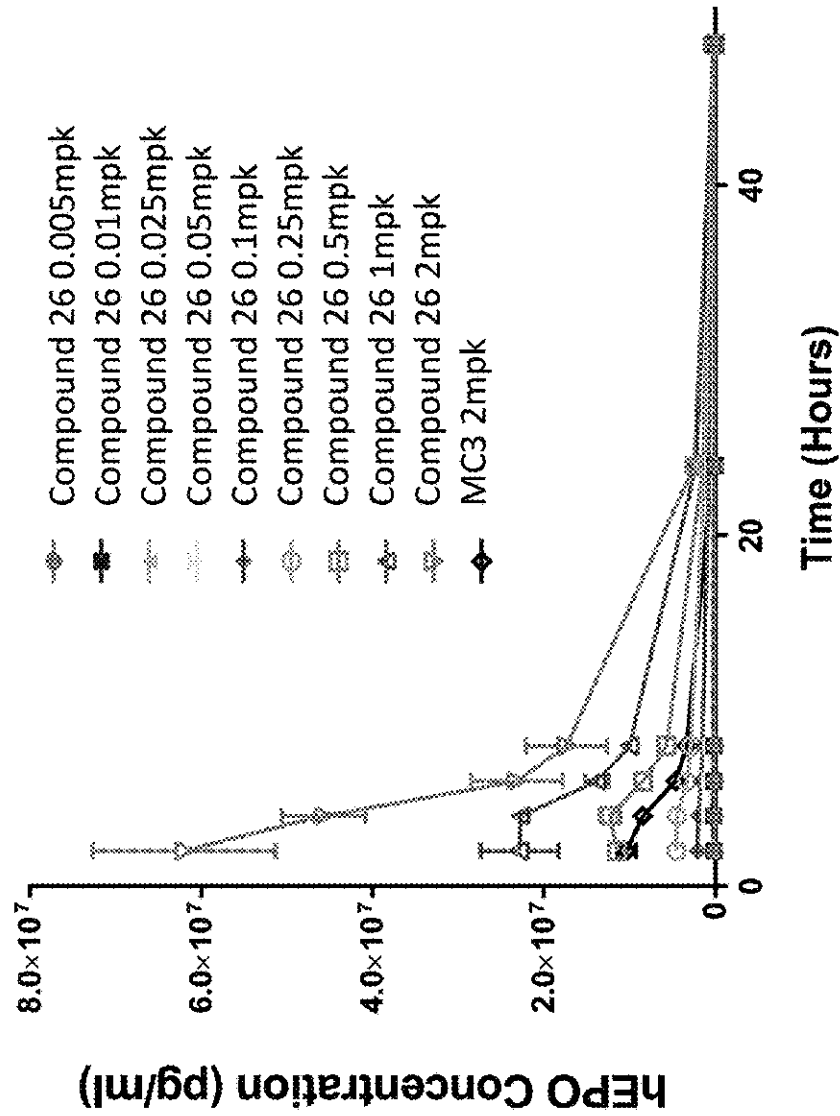 hEPO Concentration (pg/ml)
8.0×10⁷
6.0×10⁷
4.0×10⁷
2.0×10⁷
0
Compound 26 0.005mpk
Compound 26 0.01mpk
Compound 26 0.025mpk
Compound 26 0.05mpk
Compound 26 0.1mpk
Compound 26 0.25mpk
Compound 26 0.5mpk
Compound 26 1mpk
Compound 26 2mpk
MC3 2mpk
0
20
40
Time (Hours)